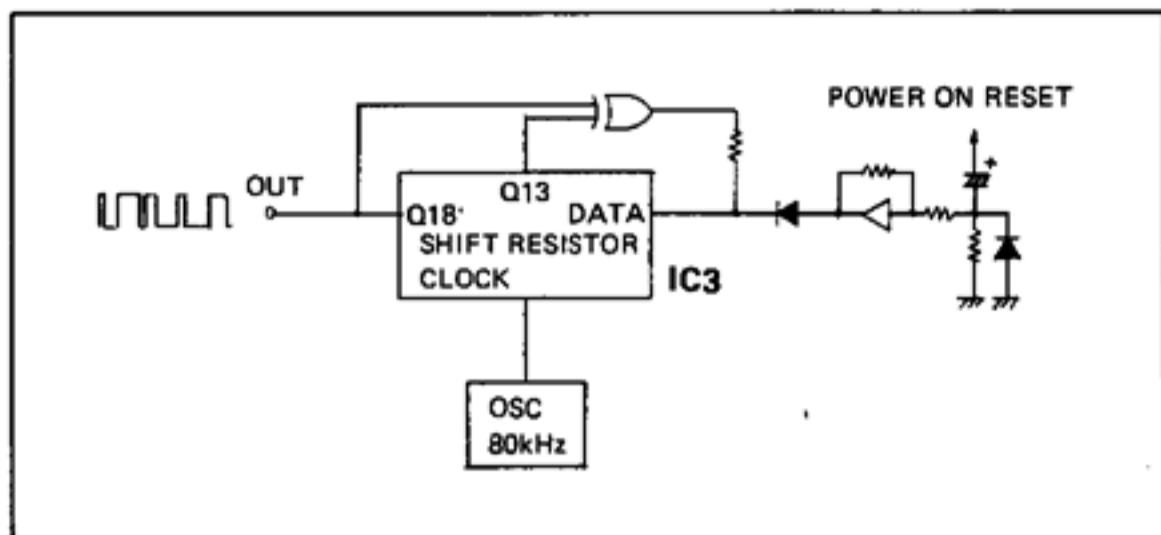 POWER ON RESET
OUT
Q13
Q18 DATA
SHIFT RESISTOR
CLOCK
IC3
OSC
80kHz
+